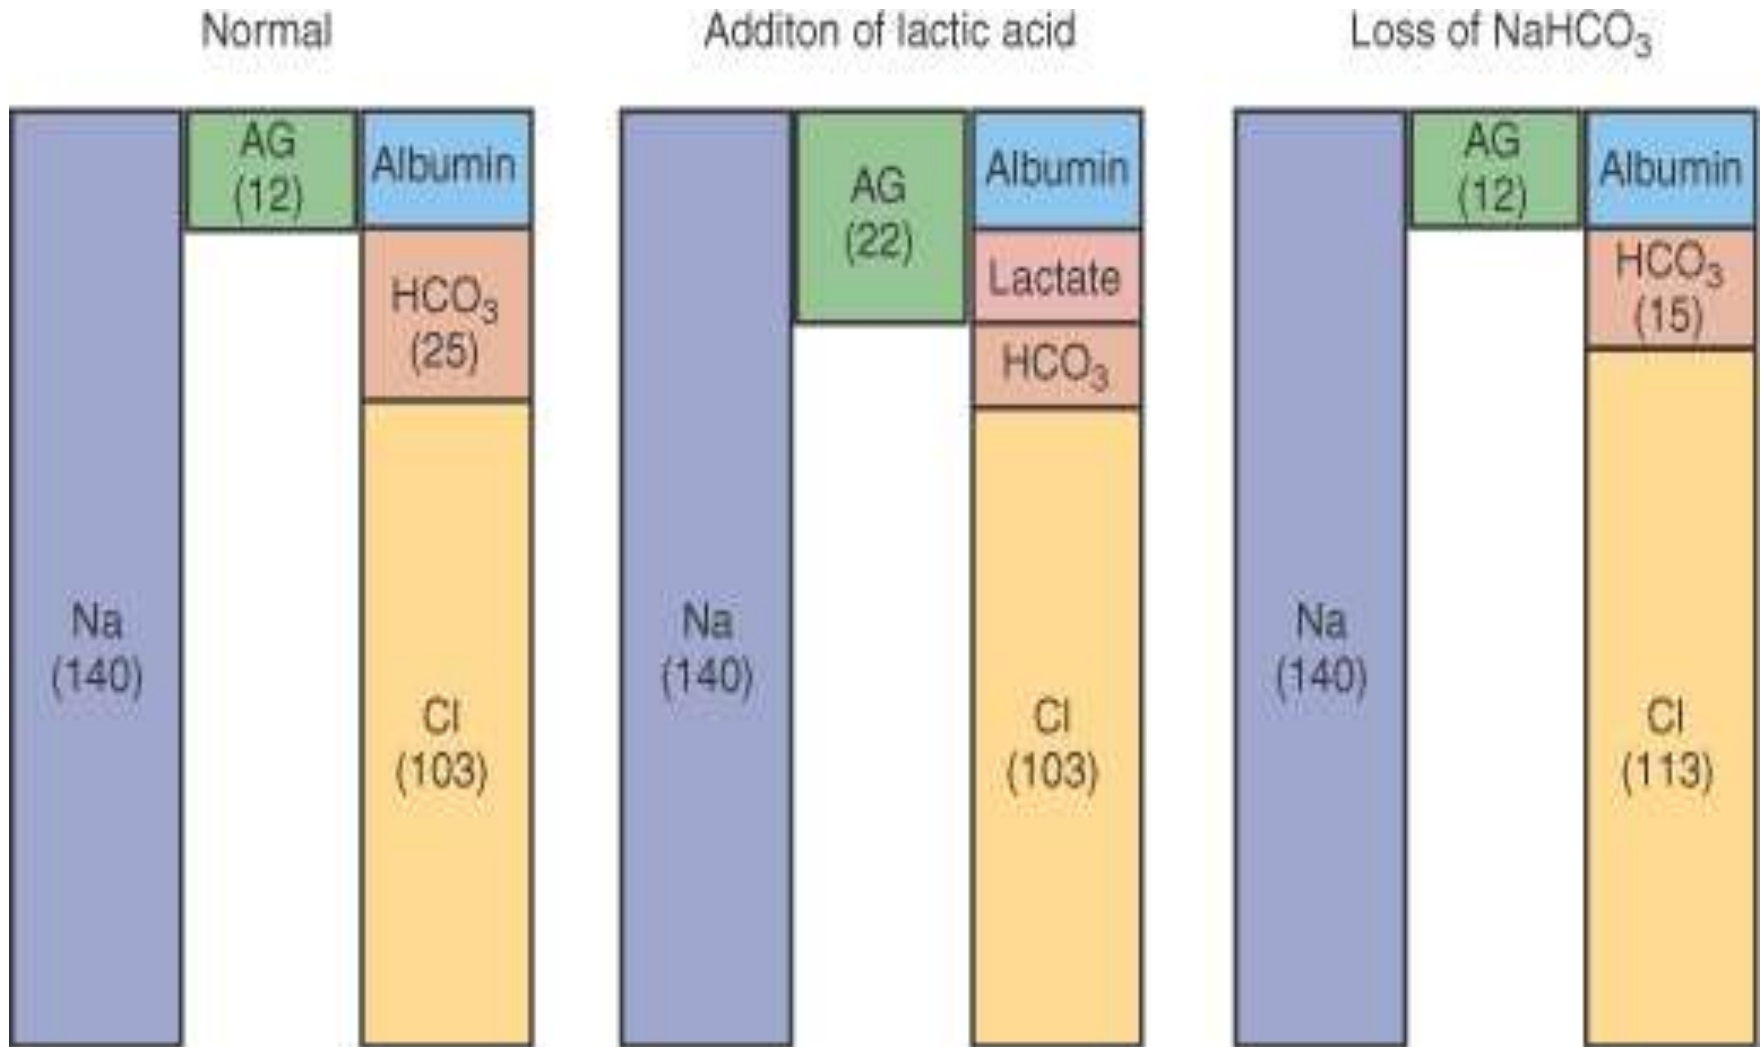 Normal
AG
(12)
Albumin
HCO₃
(25)
Na
(140)
Cl
(103)
Additon of lactic acid
AG
(22)
Albumin
Lactate
HCO₃
Na
(140)
Cl
(103)
Loss of NaHCO₃
AG
(12)
Albumin
HCO₃
(15)
Na
(140)
Cl
(113)